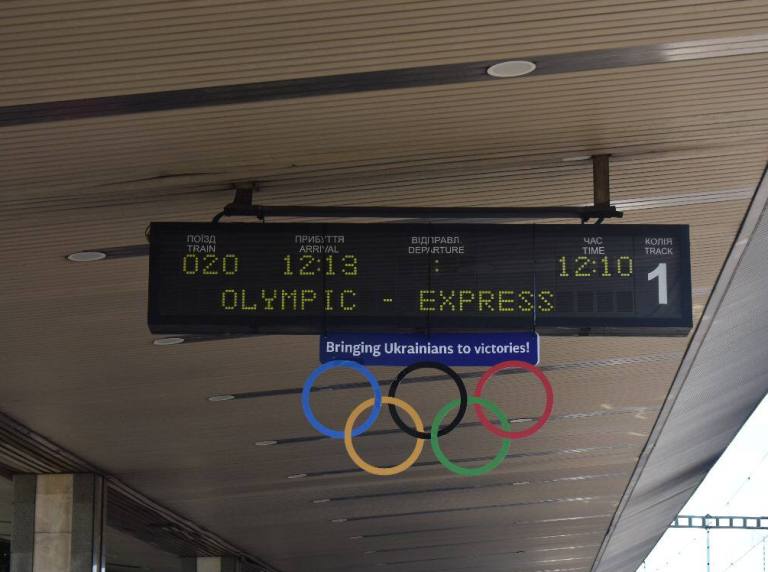 ПОЇЗД ПРИБУТТЯ ВІДПРАВЛ. ЧАС КОЛІЯ
TRAIN ARRIVAL DEPARTURE TIME TRACK
020 12:13 : 12:10 1
OLYMPIC - EXPRESS
Bringing Ukrainians to victories!